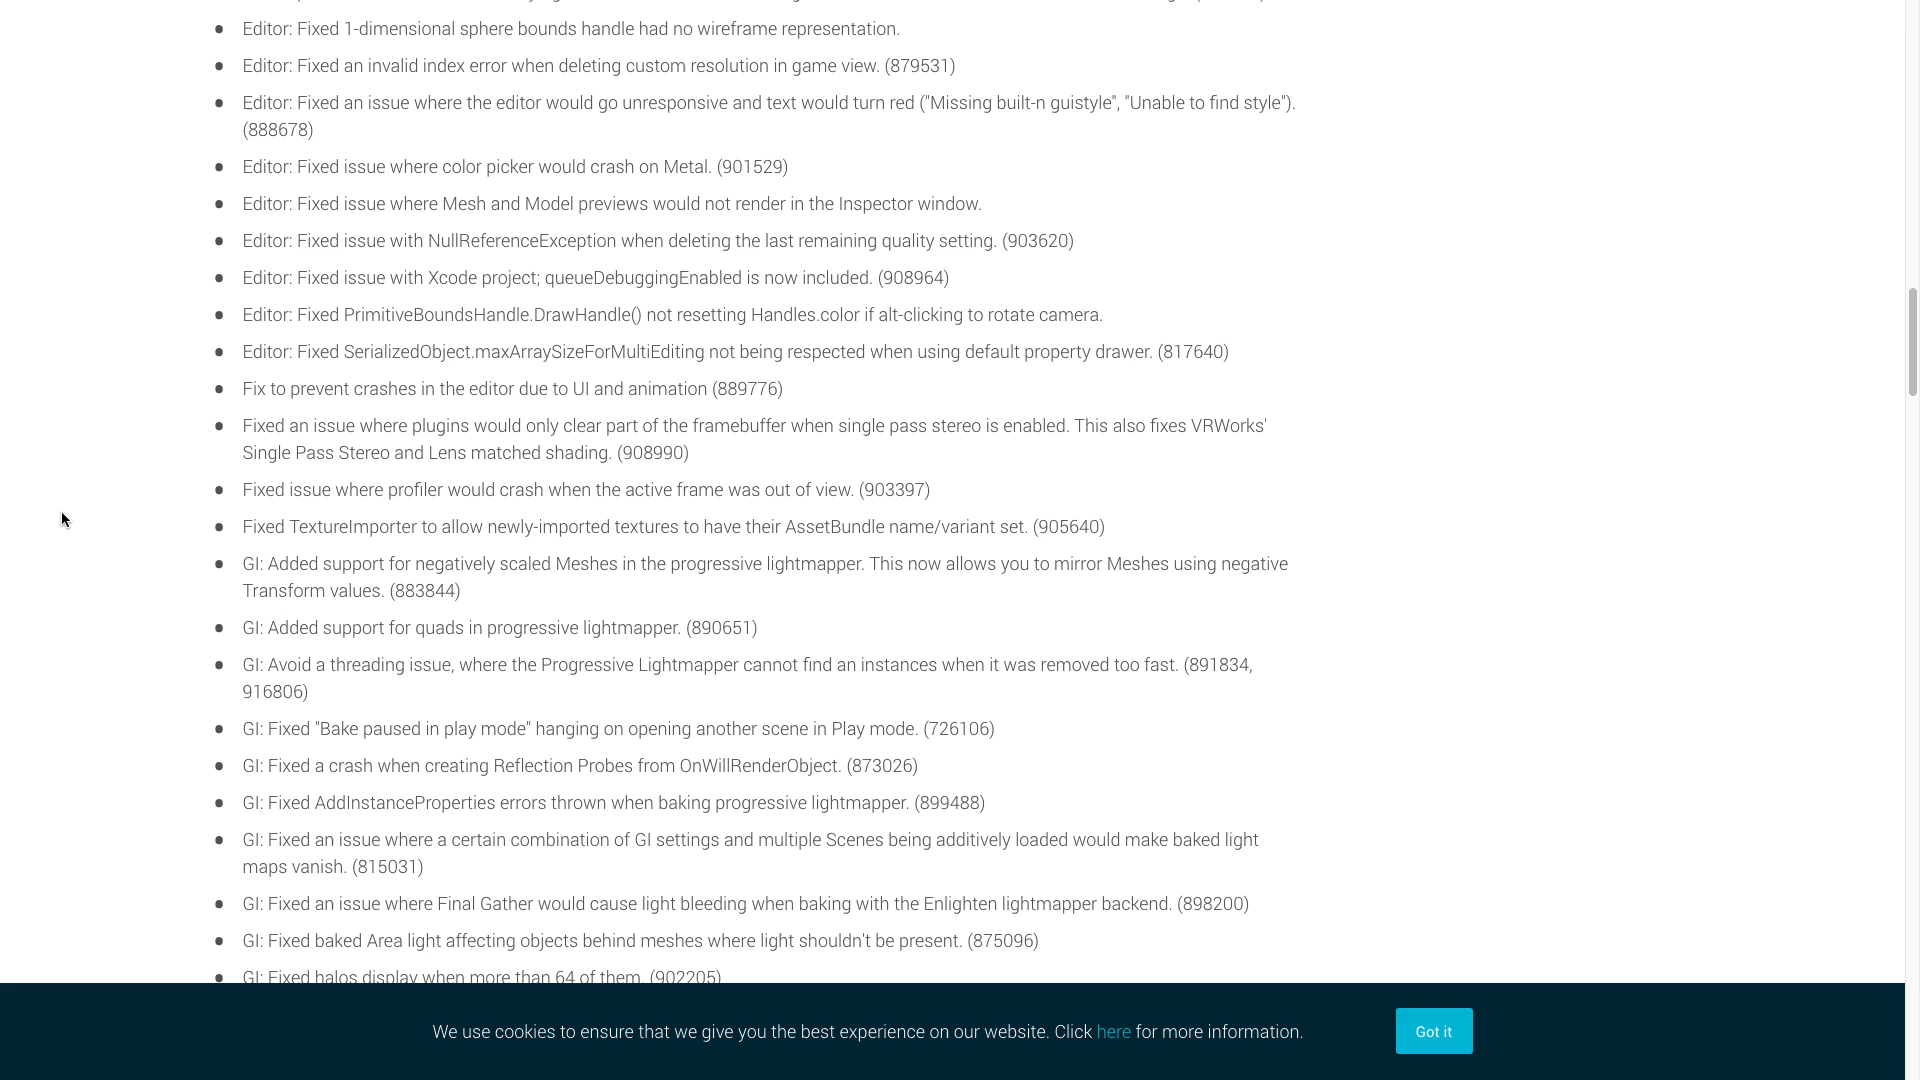 Editor: Fixed 1-dimensional sphere bounds handle had no wireframe representation.
Editor: Fixed an invalid index error when deleting custom resolution in game view. (879531)
Editor: Fixed an issue where the editor would go unresponsive and text would turn red ("Missing built-n guistyle", "Unable to find style").
(888678)
Editor: Fixed issue where color picker would crash on Metal. (901529)
Editor: Fixed issue where Mesh and Model previews would not render in the Inspector window.
Editor: Fixed issue with NullReferenceException when deleting the last remaining quality setting. (903620)
Editor: Fixed issue with Xcode project; queueDebuggingEnabled is now included. (908964)
Editor: Fixed PrimitiveBoundsHandle.DrawHandle() not resetting Handles.color if alt-clicking to rotate camera.
Editor: Fixed SerializedObject.maxArraySizeForMultiEditing not being respected when using default property drawer. (817640)
Fix to prevent crashes in the editor due to UI and animation (889776)
Fixed an issue where plugins would only clear part of the framebuffer when single pass stereo is enabled. This also fixes VRWorks'
Single Pass Stereo and Lens matched shading. (908990)
Fixed issue where profiler would crash when the active frame was out of view. (903397)
Fixed TextureImporter to allow newly-imported textures to have their AssetBundle name/variant set. (905640)
GI: Added support for negatively scaled Meshes in the progressive lightmapper. This now allows you to mirror Meshes using negative
Transform values. (883844)
GI: Added support for quads in progressive lightmapper. (890651)
GI: Avoid a threading issue, where the Progressive Lightmapper cannot find an instances when it was removed too fast. (891834,
916806)
GI: Fixed "Bake paused in play mode" hanging on opening another scene in Play mode. (726106)
GI: Fixed a crash when creating Reflection Probes from OnWillRenderObject. (873026)
GI: Fixed AddInstanceProperties errors thrown when baking progressive lightmapper. (899488)
GI: Fixed an issue where a certain combination of GI settings and multiple Scenes being additively loaded would make baked light
maps vanish. (815031)
GI: Fixed an issue where Final Gather would cause light bleeding when baking with the Enlighten lightmapper backend. (898200)
GI: Fixed baked Area light affecting objects behind meshes where light shouldn't be present. (875096)
GI: Fixed halos display when more than 64 of them. (902205)
We use cookies to ensure that we give you the best experience on our website. Click here for more information.
Got it